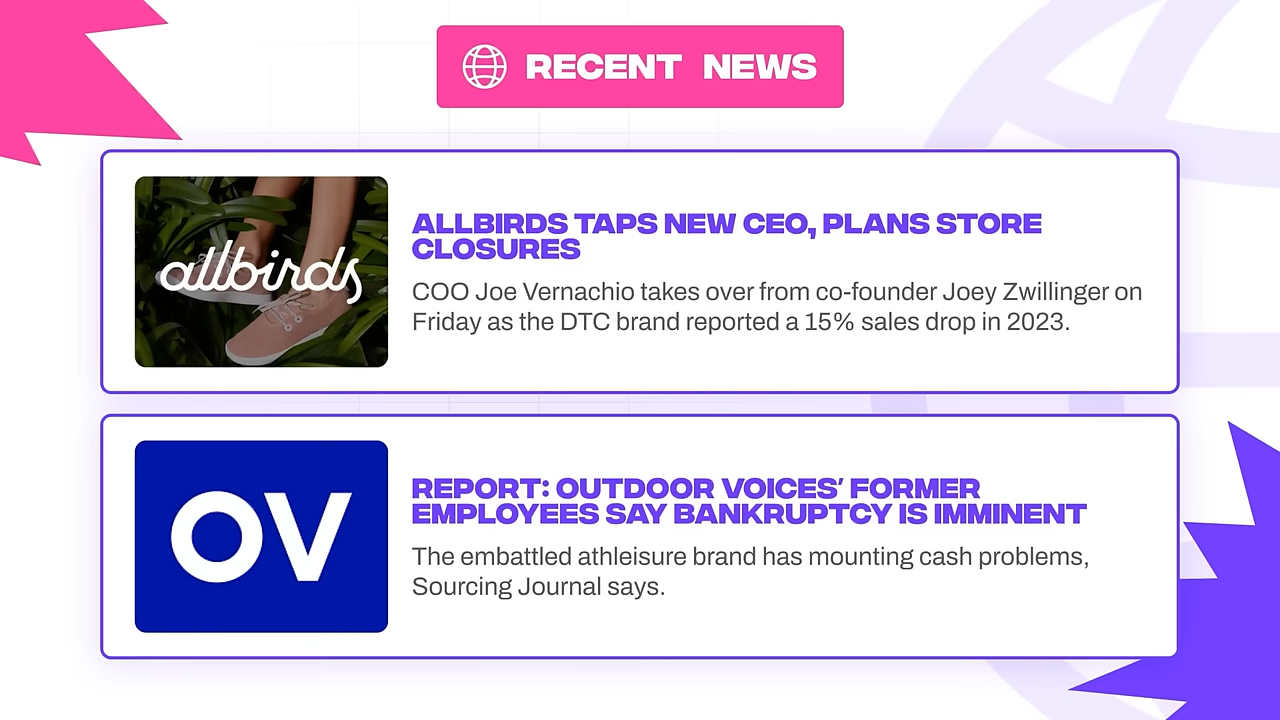 RECENT NEWS
allbirds
ALLBIRDS TAPS NEW CEO, PLANS STORE
CLOSURES
COO Joe Vernachio takes over from co-founder Joey Zwillinger on
Friday as the DTC brand reported a 15% sales drop in 2023.
OV
REPORT: OUTDOOR VOICES' FORMER
EMPLOYEES SAY BANKRUPTCY IS IMMINENT
The embattled athleisure brand has mounting cash problems,
Sourcing Journal says.